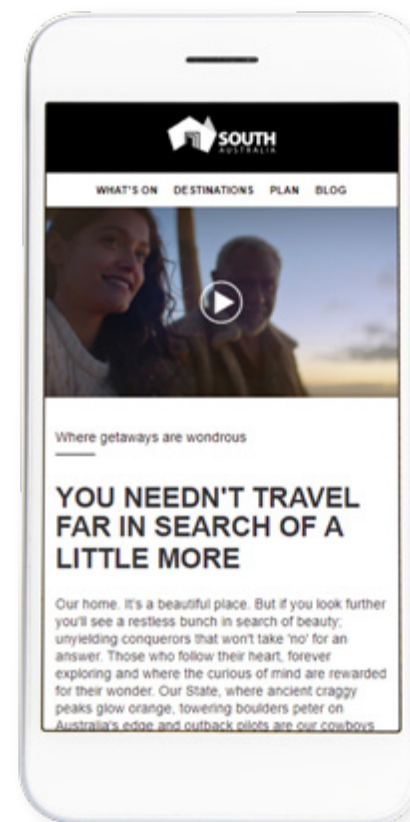 SOUTH
AUSTRALIA
WHAT'S ON DESTINATIONS PLAN BLOG
Where getaways are wondrous
YOU NEEDN'T TRAVEL
FAR IN SEARCH OF A
LITTLE MORE
Our home. It's a beautiful place. But if you look further
you'll see a restless bunch in search of beauty;
unyielding conquerors that won't take 'no' for an
answer. Those who follow their heart, forever
exploring and where the curious of mind are rewarded
for their wonder. Our State, where ancient craggy
peaks glow orange, towering boulders peter on
Australia's edge and outback pilots are our cowboys